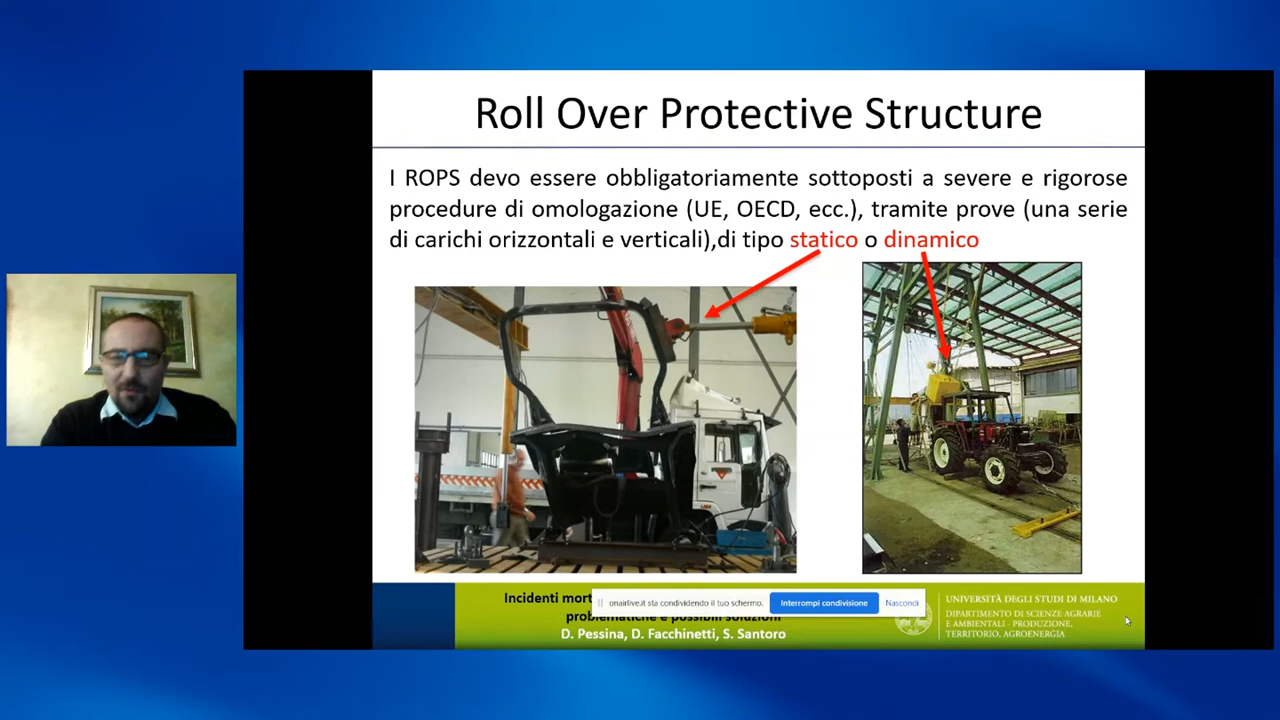 Roll Over Protective Structure
I ROPS devo essere obbligatoriamente sottoposti a severe e rigorose
procedure di omologazione (UE, OECD, ecc.), tramite prove (una serie
di carichi orizzontali e verticali),di tipo statico o dinamico
Incidenti mort
problematiche e possibili soluzioni
D. Pessina, D. Facchinetti, S. Santoro
onairlive.it sta condividendo il tuo schermo.
Interrompi condivisione
Nascondi
UNIVERSITÀ DEGLI STUDI DI MILANO
DIPARTIMENTO DI SCIENZE AGRARIE
E AMBIENTALI - PRODUZIONE,
TERRITORIO, AGROENERGIA